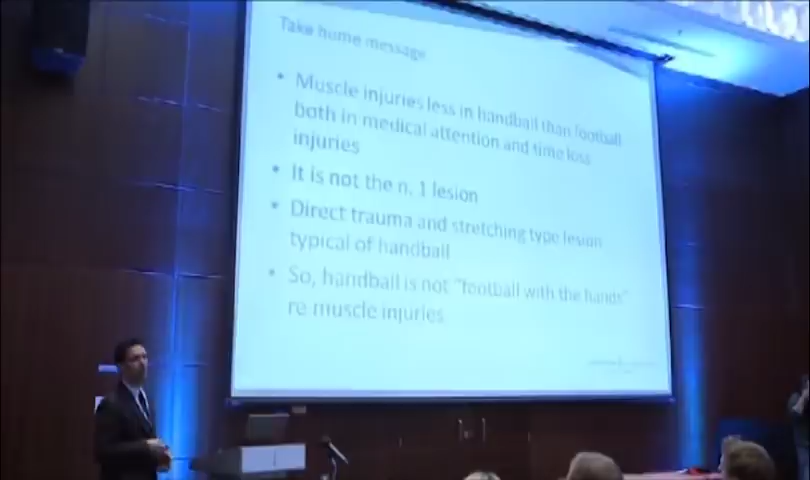 Take home message
• Muscle injuries less in handball than football
both in medical attention and time loss
injuries
• It is not the n. 1 lesion
• Direct trauma and stretching type lesion
typical of handball
• So, handball is not "football with the hands"
re muscle injuries